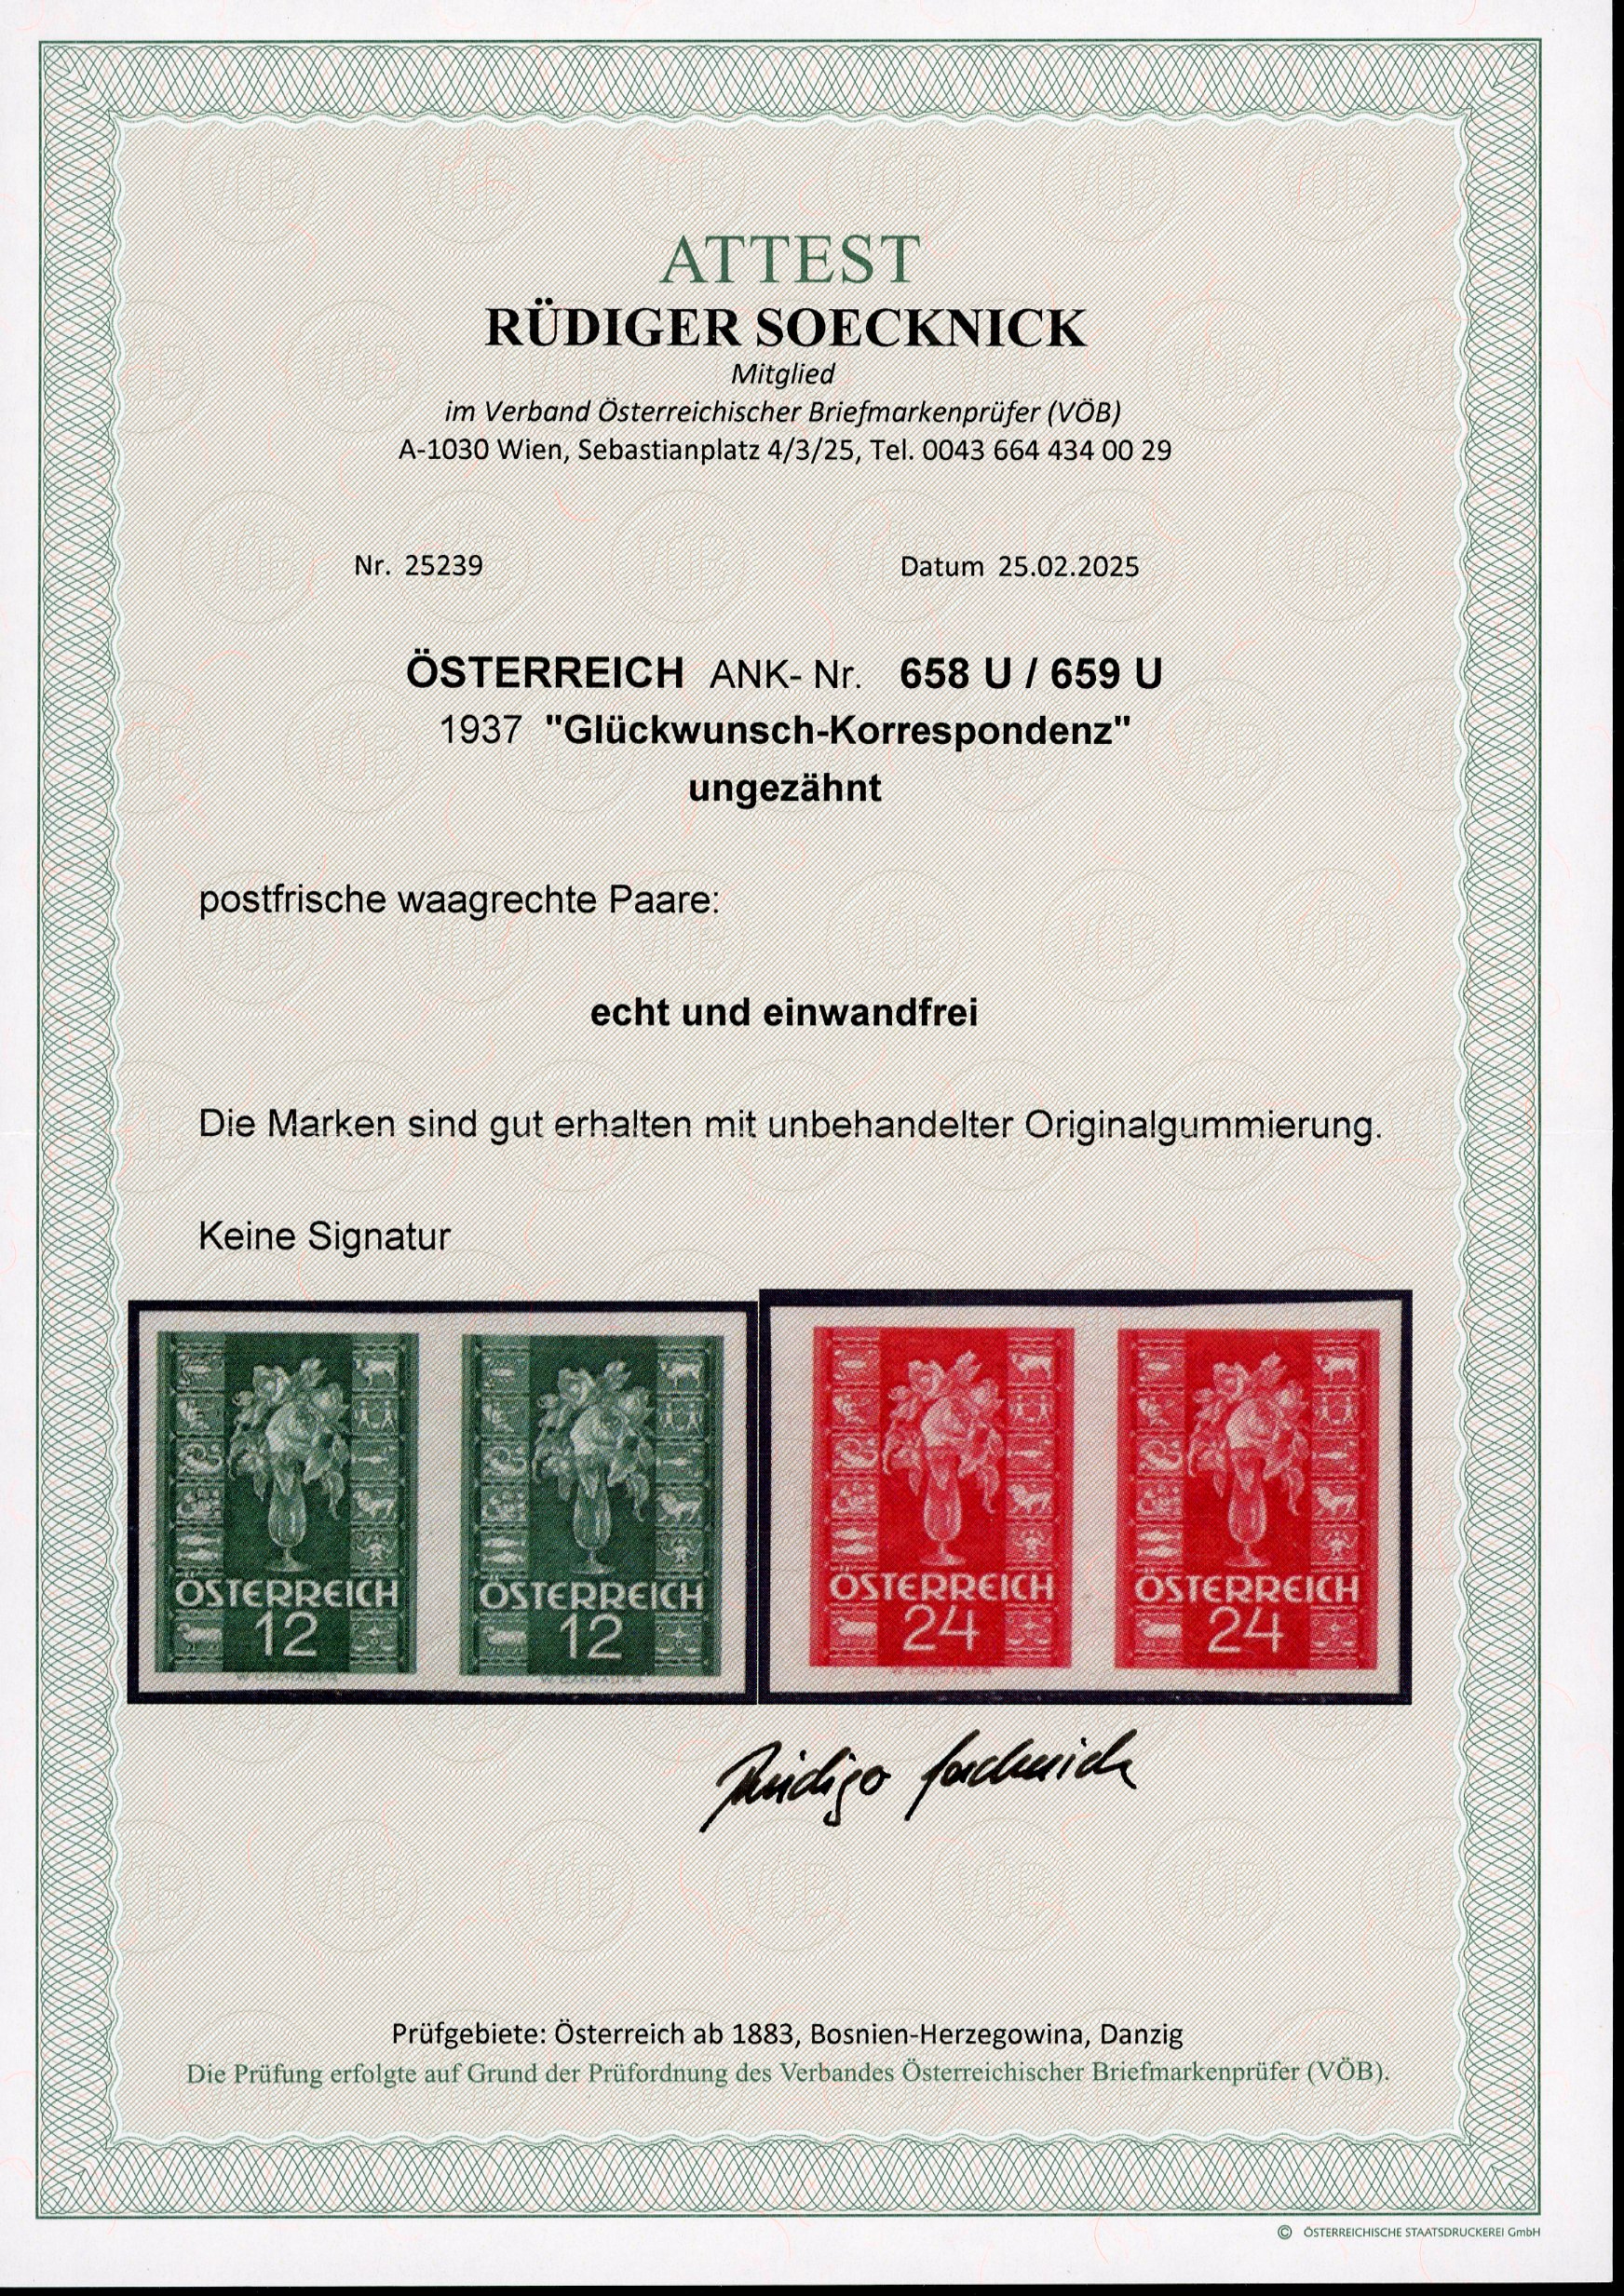 ATTEST
RÜDIGER SOECKNICK
Mitglied
im Verband Österreichischer Briefmarkenprüfer (VÖB)
A-1030 Wien, Sebastianplatz 4/3/25, Tel. 0043 664 434 00 29
Nr. 25239 Datum 25.02.2025
ÖSTERREICH ANK- Nr. 658 U / 659 U
1937 "Glückwunsch-Korrespondenz"
ungezähnt
postfrische waagrechte Paare:
echt und einwandfrei
Die Marken sind gut erhalten mit unbehandelter Originalgummierung.
Keine Signatur
ÖSTERREICH ÖSTERREICH ÖSTERREICH ÖSTERREICH
12 12 24 24
Rüdiger Soecknick
Prüfgebiete: Österreich ab 1883, Bosnien-Herzegowina, Danzig
Die Prüfung erfolgte auf Grund der Prüfordnung des Verbandes Österreichischer Briefmarkenprüfer (VÖB).
© ÖSTERREICHISCHE STAATSDRUCKEREI GmbH